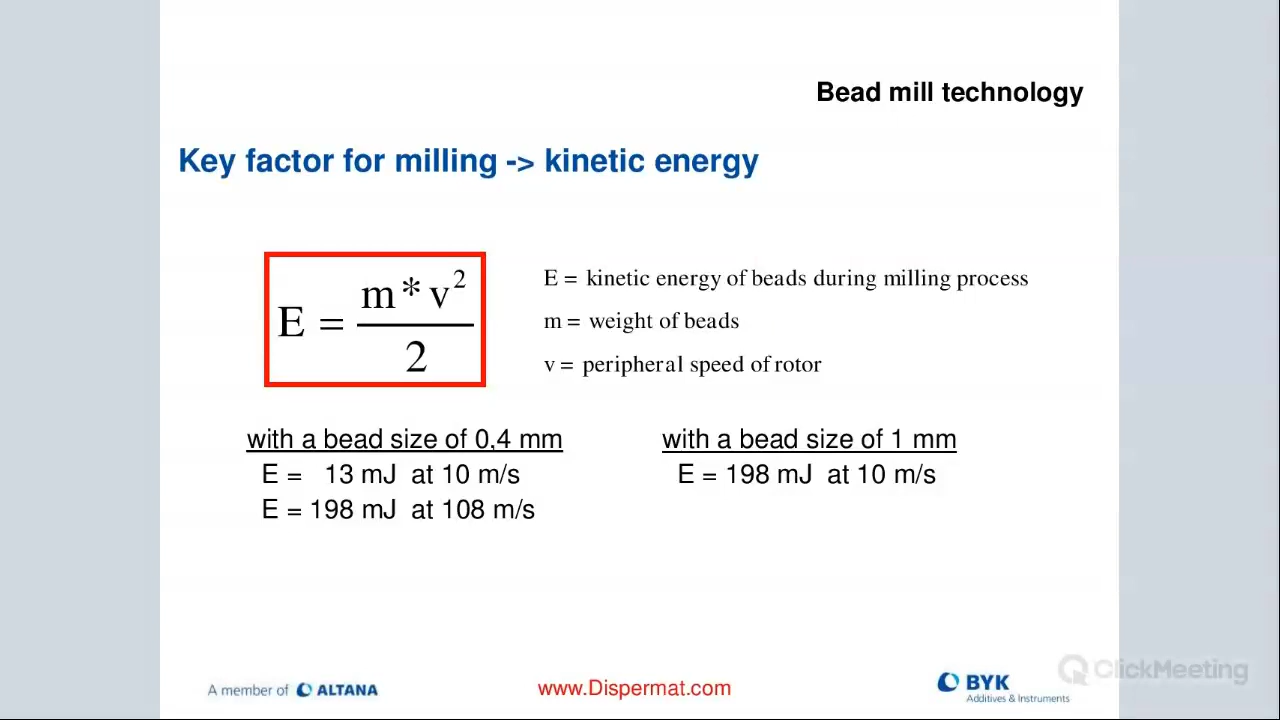 Bead mill technology
Key factor for milling -> kinetic energy
E = m * v² / 2
E = kinetic energy of beads during milling process
m = weight of beads
v = peripheral speed of rotor
with a bead size of 0,4 mm
E = 13 mJ at 10 m/s
E = 198 mJ at 108 m/s
with a bead size of 1 mm
E = 198 mJ at 10 m/s
A member of ALTANA
www.Dispermat.com
BYK
Additives & Instruments
ClickMeeting